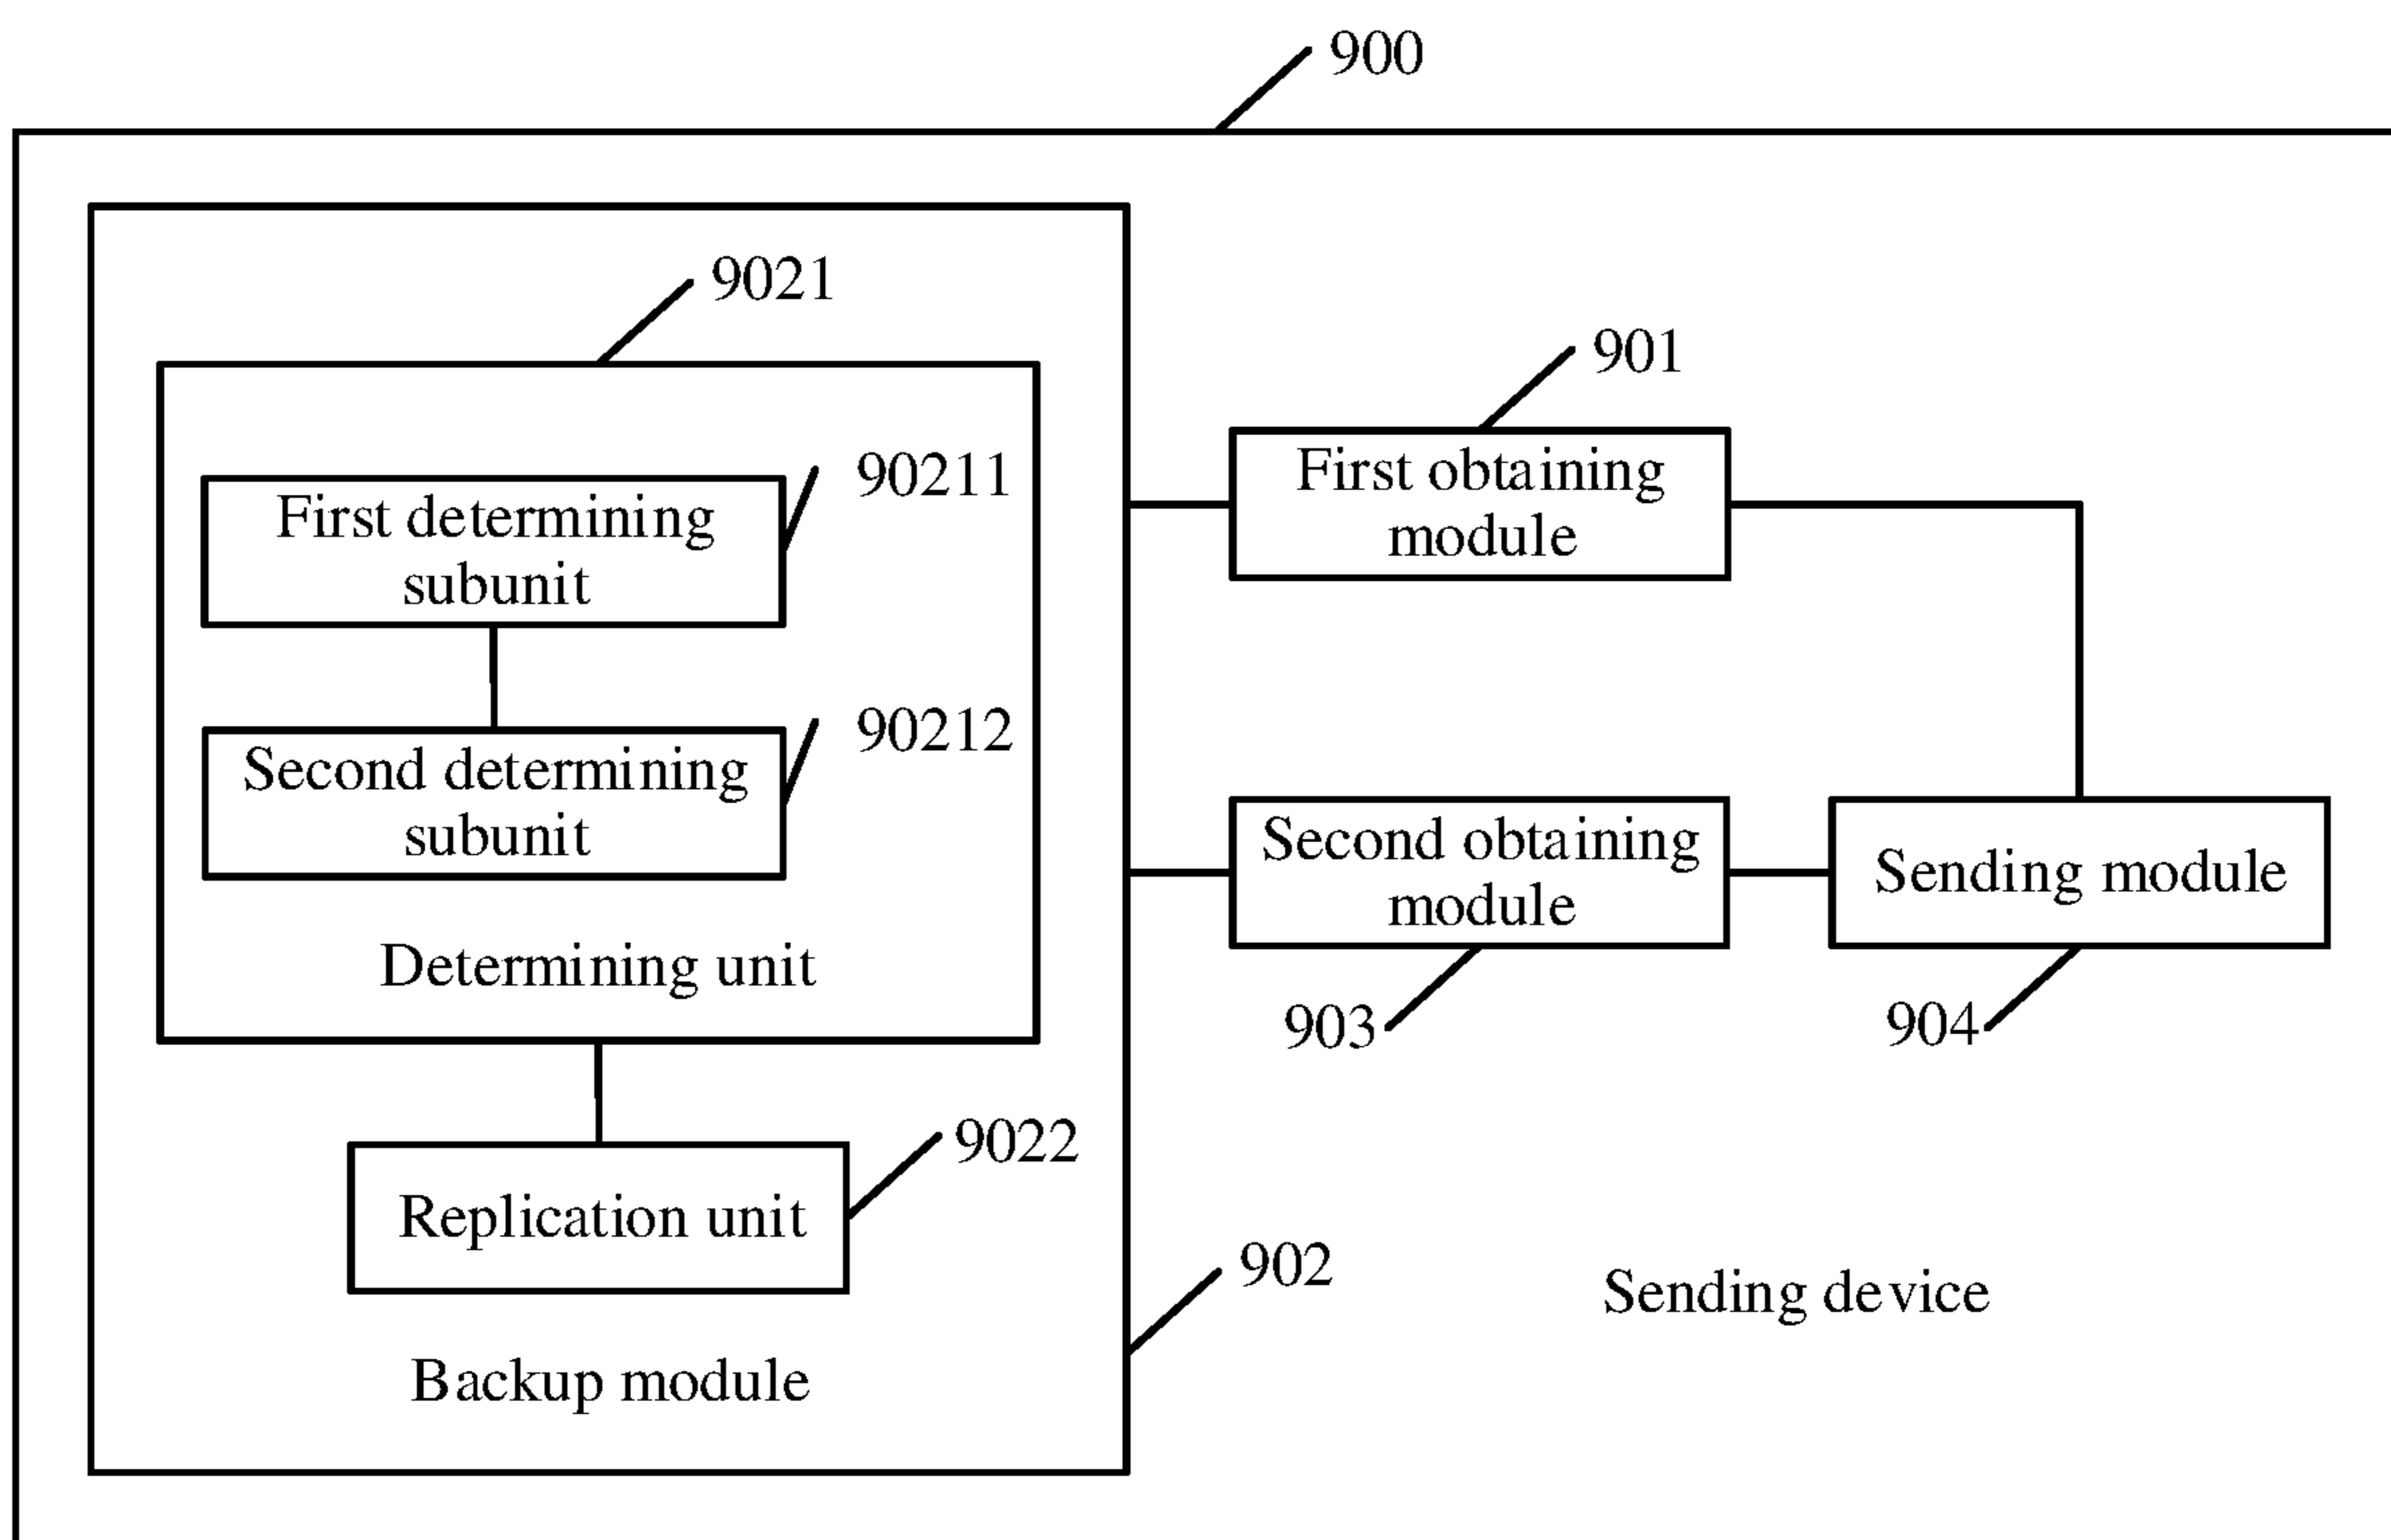 900
9021
901
90211
First obtaining
module
First determining
subunit
90212
Second determining
subunit
Second obtaining
module
Sending module
Determining unit
903
904
9022
Replication unit
902
Sending device
Backup module